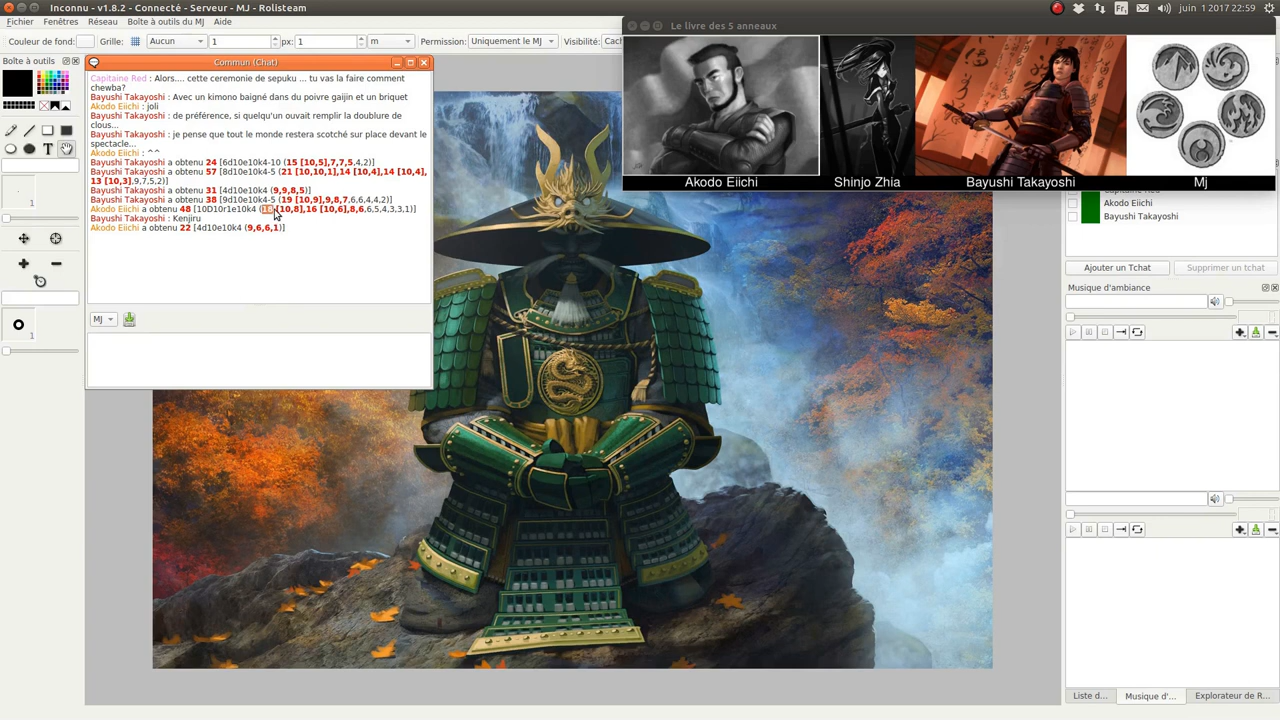 Inconnu - v1.8.2 - Connecté - Serveur - MJ - Rolisteam
Fr,
juin 1 2017 22:59
Fichier Fenêtres Réseau Boîte à outils du MJ Aide
Couleur de fond: Grille: Aucun 1 px: 1 m Permission: Uniquement le MJ Visibilité: Cach
Boîte à outils
1
1
Commun (Chat)
Capitaine Red : Alors.... cette ceremonie de sepuku ... tu vas la faire comment
chewba?
Bayushi Takayoshi : Avec un kimono baigné dans du poivre gaijin et un briquet
Akodo Eiichi : joli
Bayushi Takayoshi : de préférence, si quelqu'un ouvait remplir la doublure de
clous...
Bayushi Takayoshi : je pense que tout le monde restera scotché sur place devant le
spectacle...
Akodo Eiichi : ^^
Bayushi Takayoshi a obtenu 24 [6d10e10k4-10 (15 [10,5],7,7,5,4,2)]
Bayushi Takayoshi a obtenu 57 [8d10e10k4-5 (21 [10,10,1],14 [10,4],14 [10,4],
13 [10,3],9,7,5,2)]
Bayushi Takayoshi a obtenu 31 [4d10e10k4 (9,9,8,5)]
Bayushi Takayoshi a obtenu 38 [9d10e10k4-5 (19 [10,9],9,8,7,6,6,4,4,2)]
Akodo Eiichi a obtenu 48 [10D10r1e10k4 (18 [10,8],16 [10,6],8,6,6,5,4,3,3,1)]
Bayushi Takayoshi : Kenjiru
Akodo Eiichi a obtenu 22 [4d10e10k4 (9,6,6,1)]
MJ
Le livre des 5 anneaux
Akodo Eiichi
Shinjo Zhia
Bayushi Takayoshi
Mj
Akodo Eiichi
Bayushi Takayoshi
Ajouter un Tchat Supprimer un tchat
Musique d'ambiance
Liste d... Musique d'... Explorateur de R...